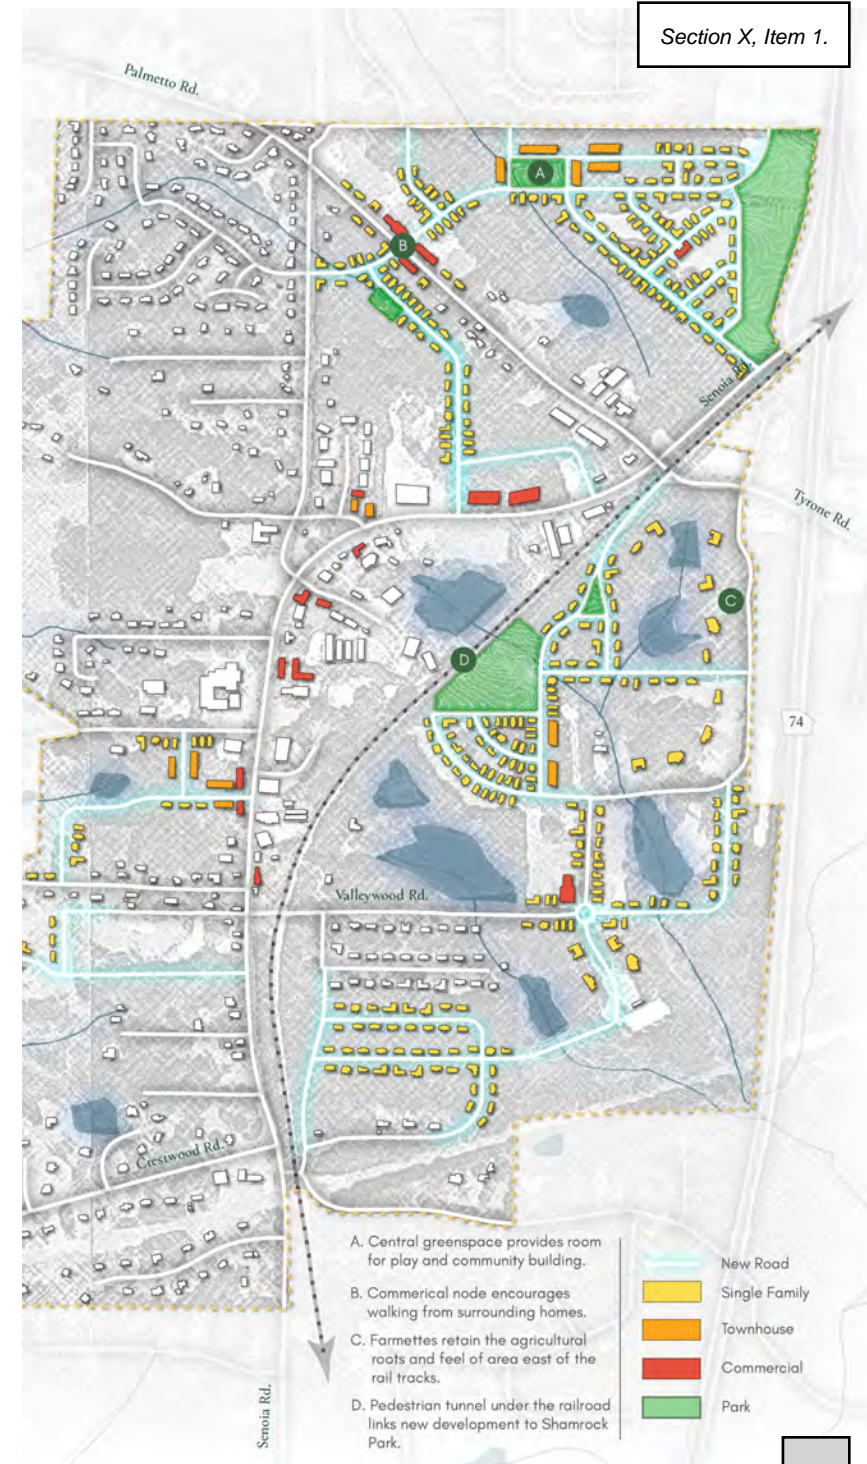 Section X, Item 1.
Palmetto Rd.
A
B
Senoia Rd.
Tyrone Rd.
C
D
74
Valleywood Rd.
Crestwood Rd.
Senoia Rd.
A. Central greenspace provides room
for play and community building.
B. Commerical node encourages
walking from surrounding homes.
C. Farmettes retain the agricultural
roots and feel of area east of the
rail tracks.
D. Pedestrian tunnel under the railroad
links new development to Shamrock
Park.
New Road
Single Family
Townhouse
Commercial
Park